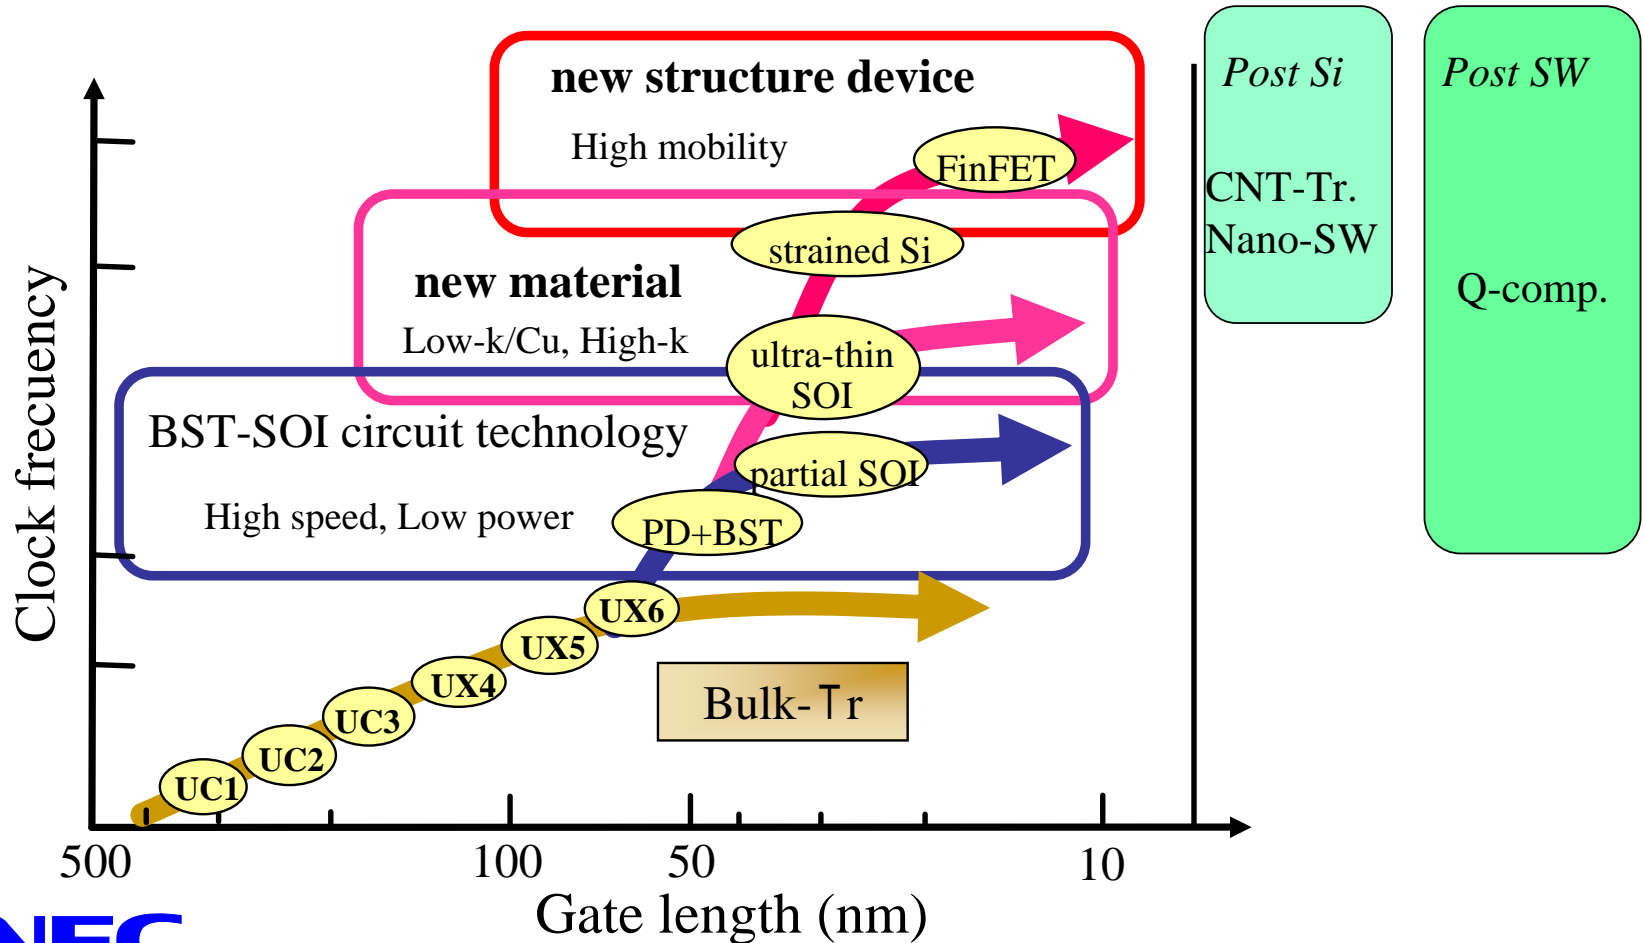 new structure device
High mobility
FinFET
strained Si
new material
Low-k/Cu, High-k
ultra-thin
SOI
BST-SOI circuit technology
partial SOI
High speed, Low power
PD+BST
UX6
UX5
UX4
UC3
UC2
UC1
Bulk-Tr
Clock frecuency
500
100
50
10
Gate length (nm)
Post Si
CNT-Tr.
Nano-SW
Post SW
Q-comp.
NEC